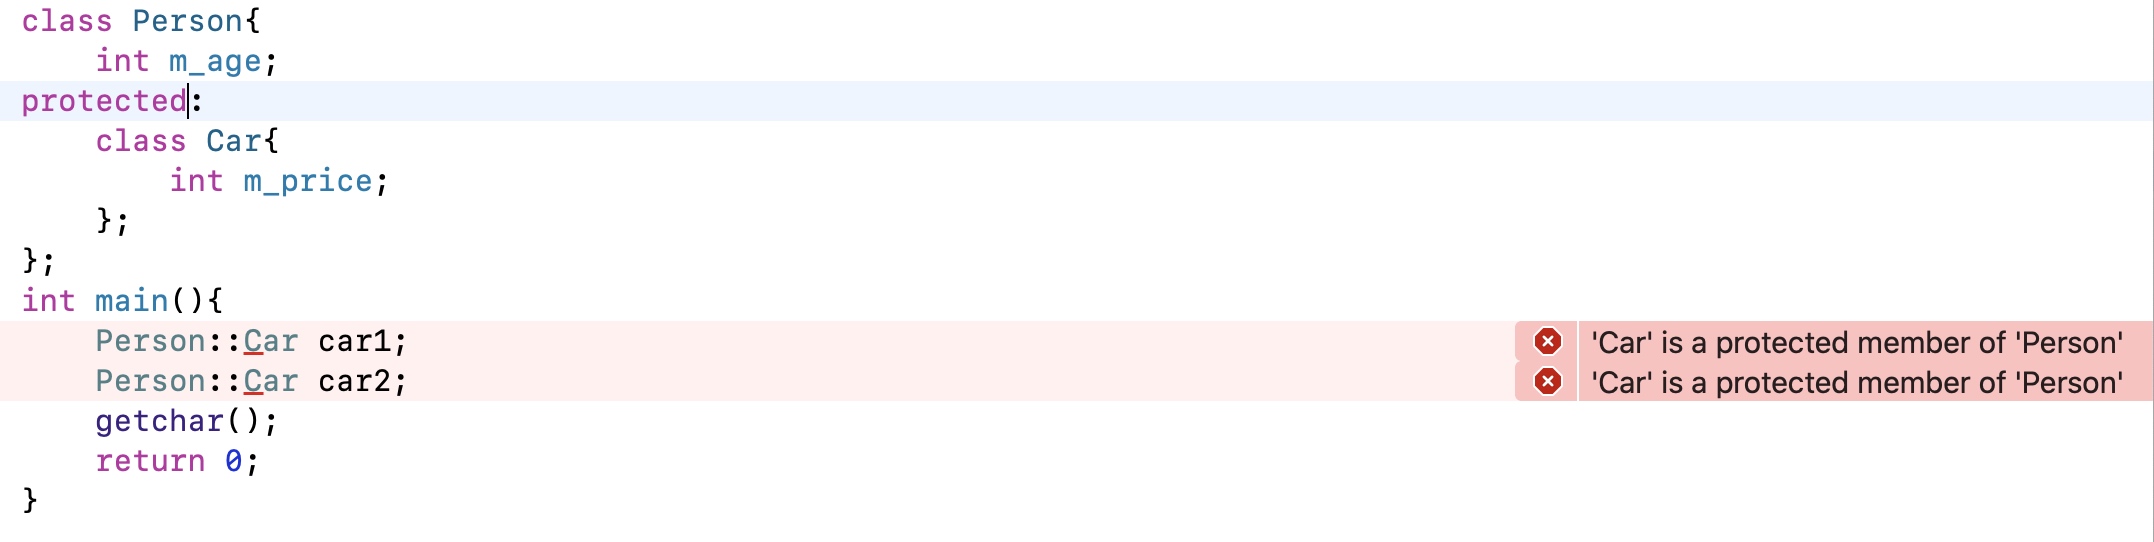 class Person{
    int m_age;
protected:
    class Car{
        int m_price;
    };
};
int main(){
    Person::Car car1; 'Car' is a protected member of 'Person'
    Person::Car car2; 'Car' is a protected member of 'Person'
    getchar();
    return 0;
}